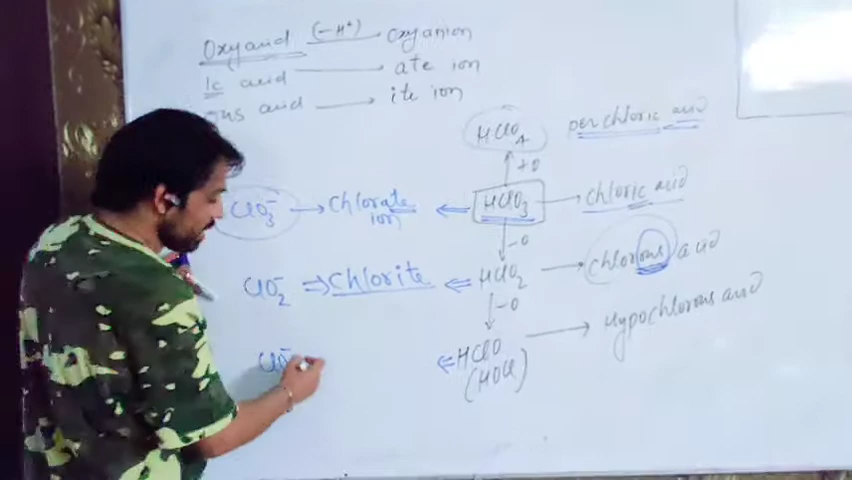 Oxyacid (-H⁺) oxyanion
Ic acid → ate ion
ous acid → ite ion
HClO₄ perchloric acid
+O
ClO₃⁻ → Chlorate ion ⇐ HClO₃ → chloric acid
-O
ClO₂⁻ ⇒ Chlorite ⇐ HClO₂ → chlorous acid
-O
ClO⁻ ⇐ HClO → Hypochlorous acid
(HOCl)